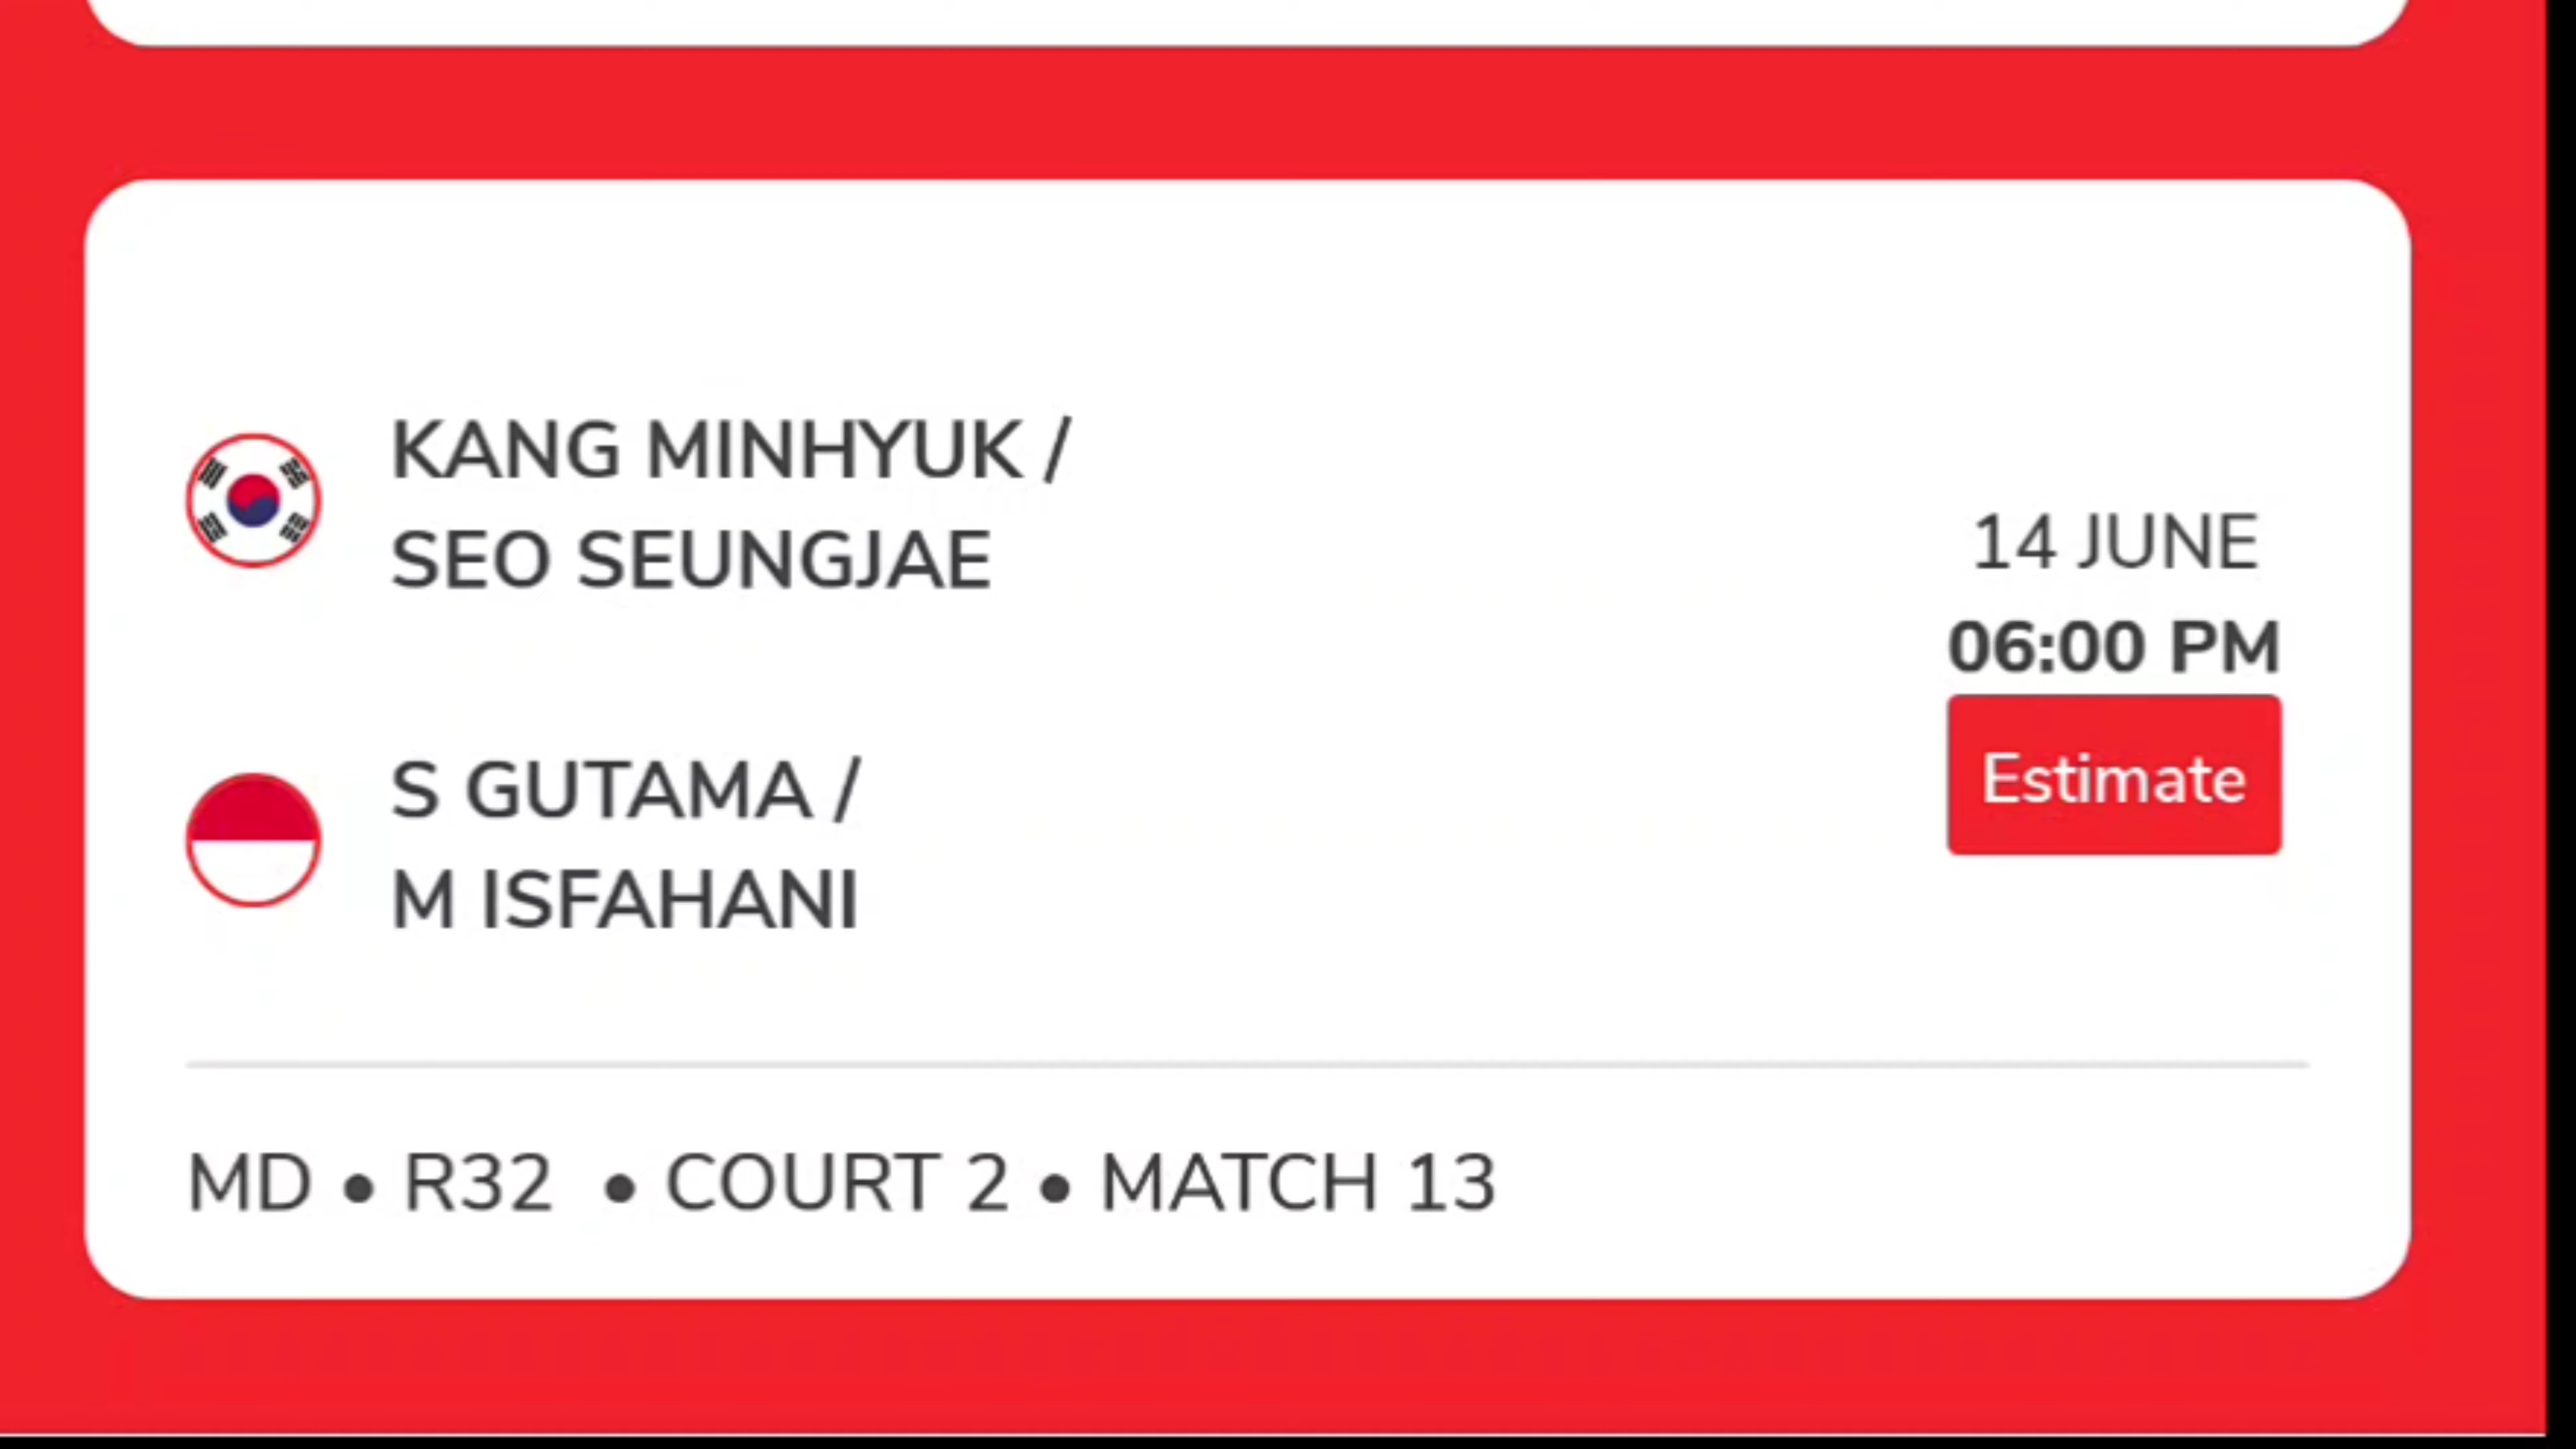 KANG MINHYUK /
SEO SEUNGJAE
14 JUNE
06:00 PM
Estimate
S GUTAMA /
M ISFAHANI
MD • R32 • COURT 2 • MATCH 13